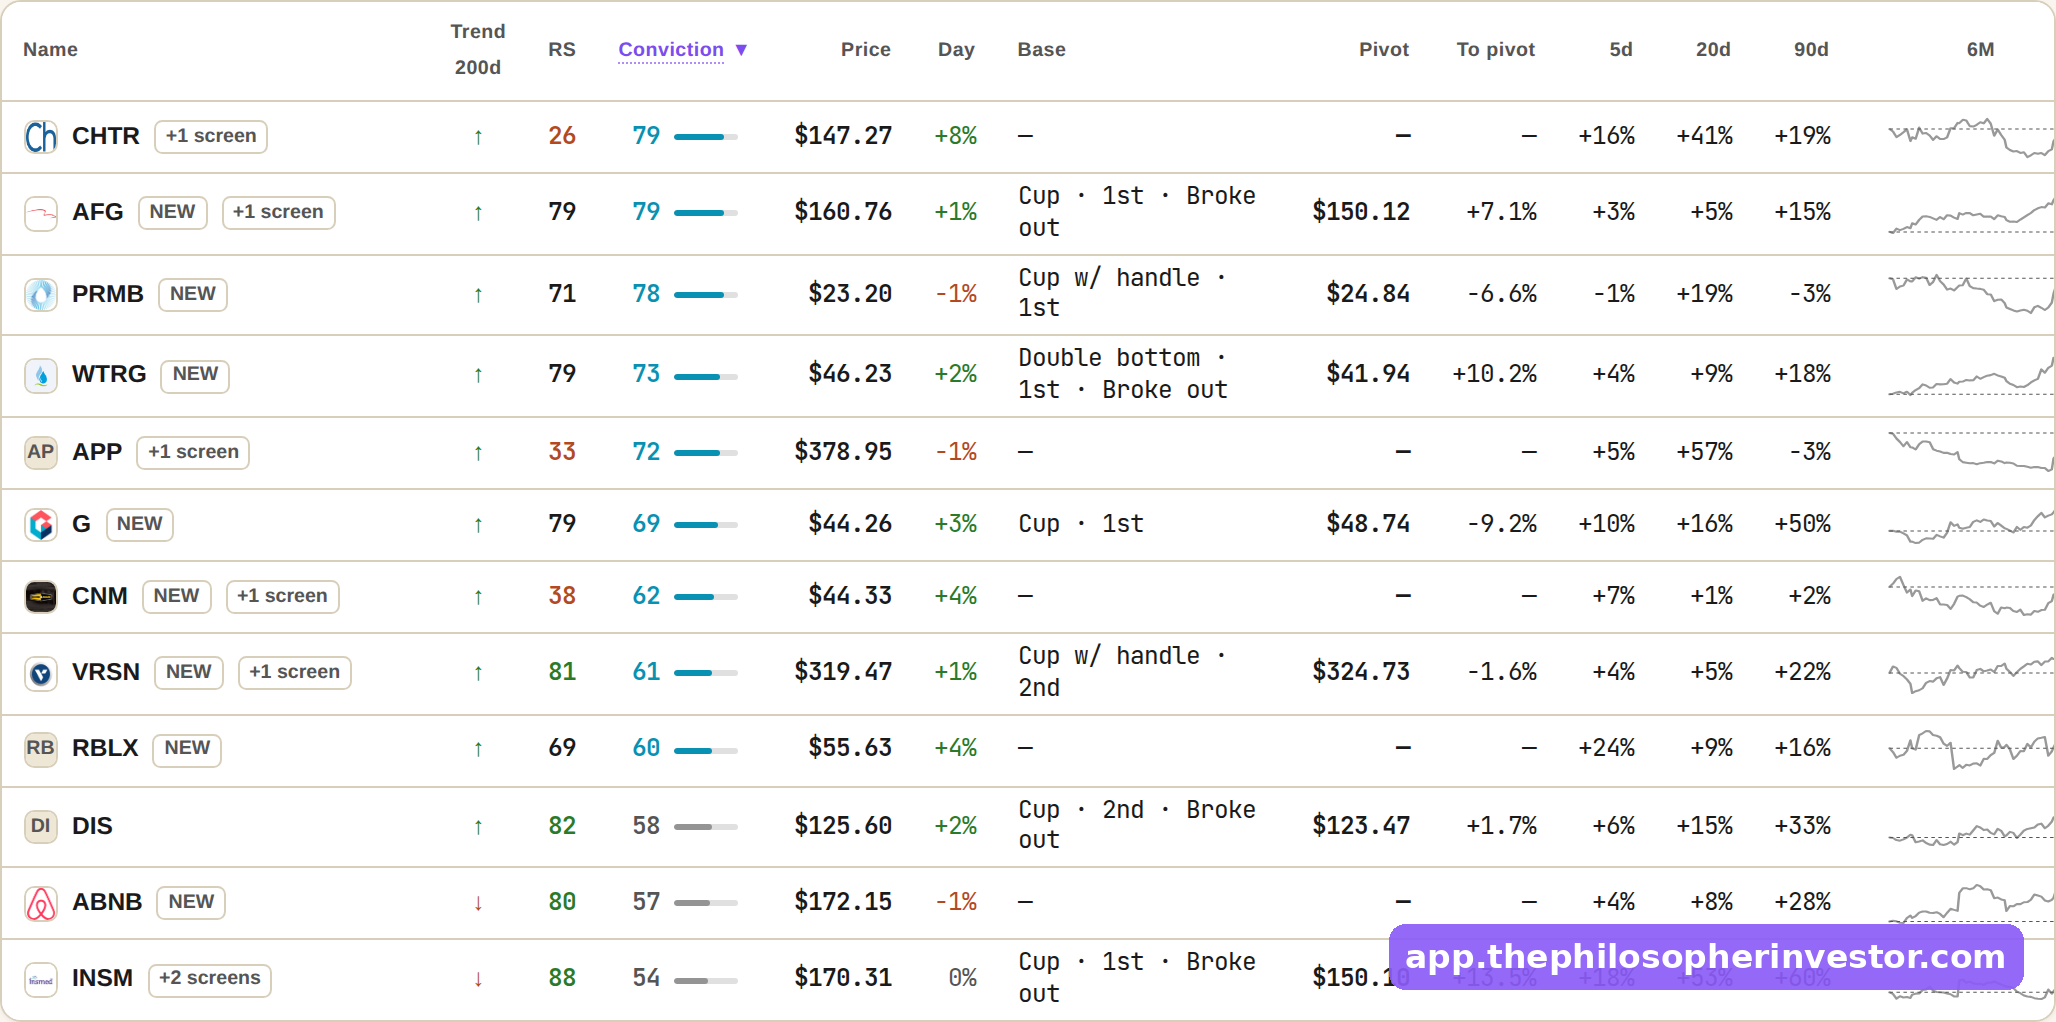 Name Trend 200d RS Conviction ▼ Price Day Base Pivot To pivot 5d 20d 90d 6M
Ch CHTR +1 screen ↑ 26 79 $147.27 +8% — — — +16% +41% +19%
AFG NEW +1 screen ↑ 79 79 $160.76 +1% Cup · 1st · Broke out $150.12 +7.1% +3% +5% +15%
PRMB NEW ↑ 71 78 $23.20 -1% Cup w/ handle · 1st $24.84 -6.6% -1% +19% -3%
WTRG NEW ↑ 79 73 $46.23 +2% Double bottom · 1st · Broke out $41.94 +10.2% +4% +9% +18%
AP APP +1 screen ↑ 33 72 $378.95 -1% — — — +5% +57% -3%
G NEW ↑ 79 69 $44.26 +3% Cup · 1st $48.74 -9.2% +10% +16% +50%
CNM NEW +1 screen ↑ 38 62 $44.33 +4% — — — +7% +1% +2%
VRSN NEW +1 screen ↑ 81 61 $319.47 +1% Cup w/ handle · 2nd $324.73 -1.6% +4% +5% +22%
RB RBLX NEW ↑ 69 60 $55.63 +4% — — — +24% +9% +16%
DI DIS ↑ 82 58 $125.60 +2% Cup · 2nd · Broke out $123.47 +1.7% +6% +15% +33%
ABNB NEW ↓ 80 57 $172.15 -1% — — — +4% +8% +28%
Insmed INSM +2 screens ↓ 88 54 $170.31 0% Cup · 1st · Broke out +13.5% +18% +53% +60%
app.thephilosopherinvestor.com